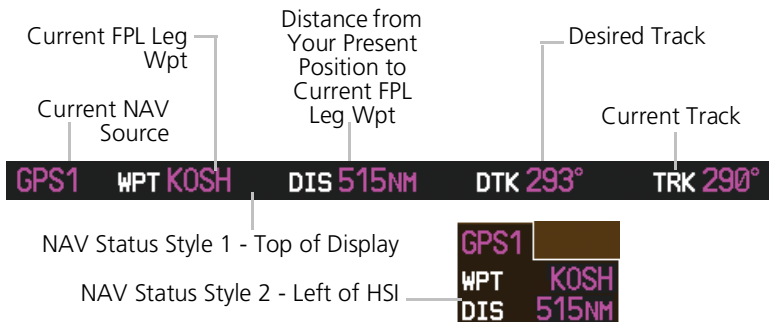 Current FPL Leg
Wpt
Distance from
Your Present
Position to
Current FPL
Leg Wpt
Desired Track
Current NAV
Source
Current Track
GPS1 WPT KOSH DIS 515NM DTK 293° TRK 290°
NAV Status Style 1 - Top of Display
NAV Status Style 2 - Left of HSI
GPS1
WPT KOSH
DIS 515NM